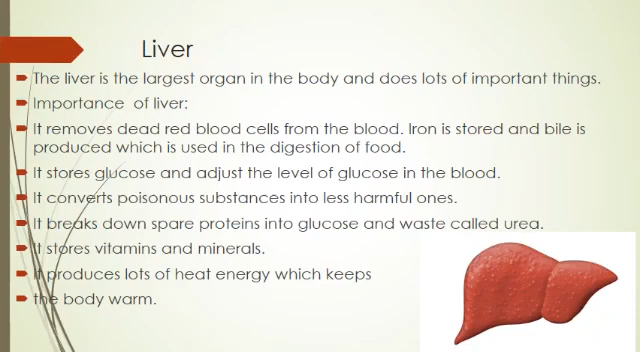 Liver
The liver is the largest organ in the body and does lots of important things.
Importance  of liver:
It removes dead red blood cells from the blood. Iron is stored and bile is
produced which is used in the digestion of food.
It stores glucose and adjust the level of glucose in the blood.
It converts poisonous substances into less harmful ones.
It breaks down spare proteins into glucose and waste called urea.
It stores vitamins and minerals.
It produces lots of heat energy which keeps
the body warm.